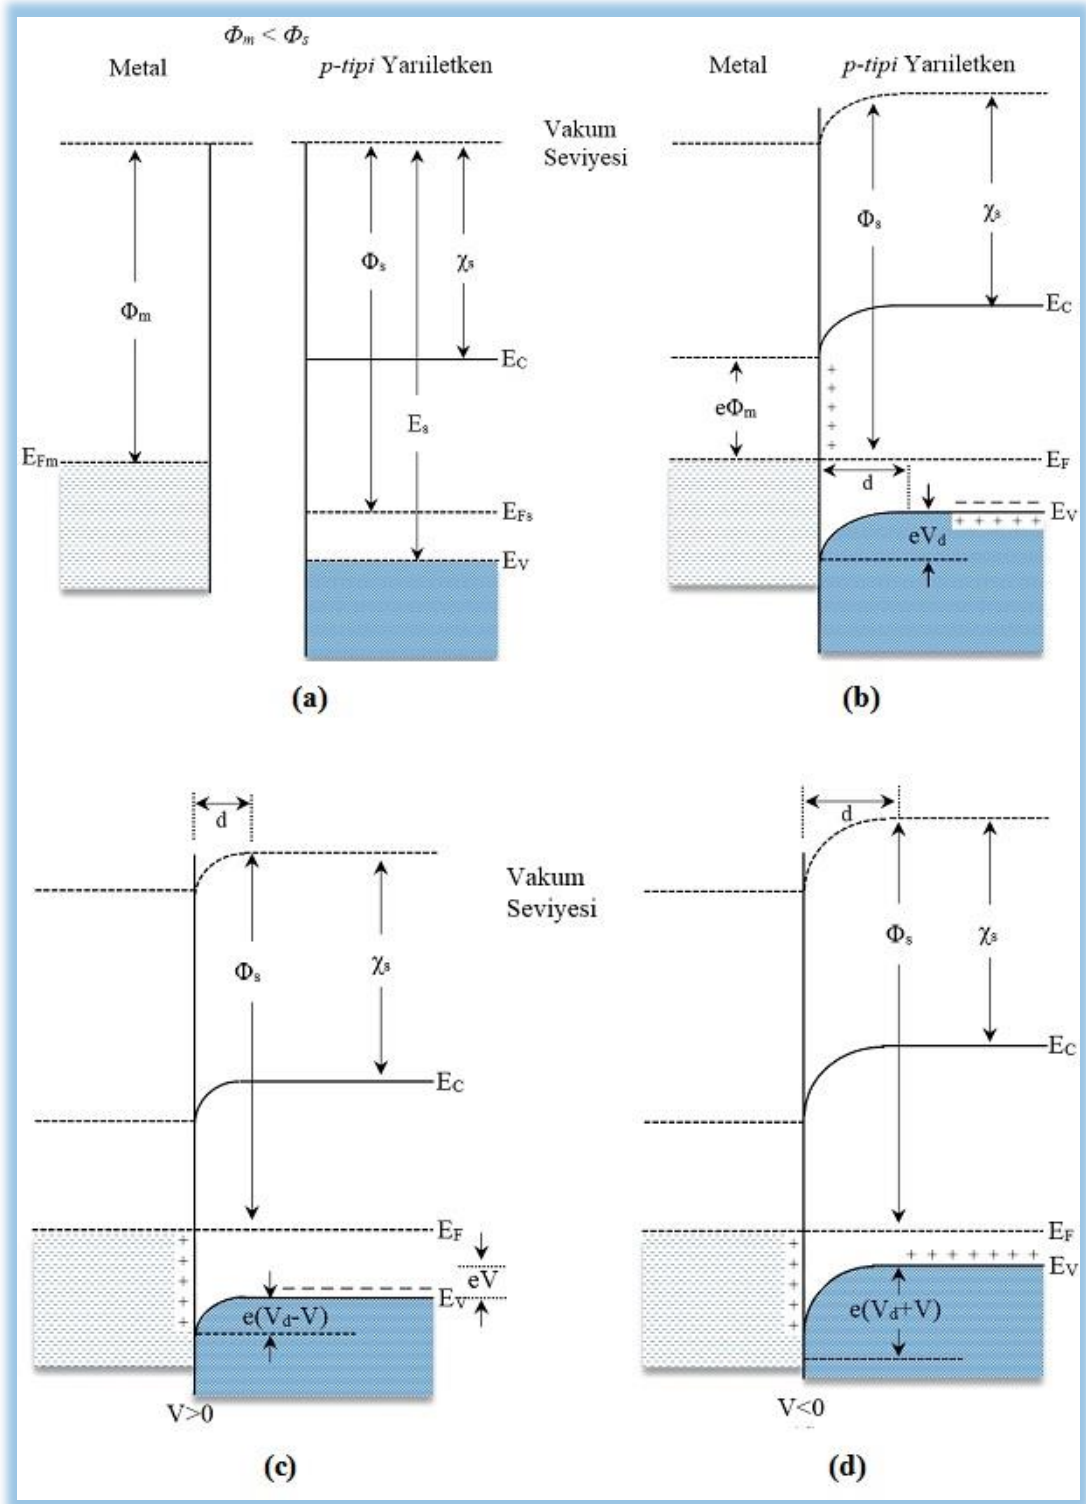 Φm < Φs
Metal
p-tipi Yarıiletken
Φm
EFm
Φs
Es
χs
EC
EFs
EV
(a)
Metal
p-tipi Yarıiletken
Vakum
Seviyesi
Φs
χs
EC
eΦm
+
+
+
+
+
EF
d
EV
+ + + + +
eVd
(b)
d
Vakum
Seviyesi
Φs
χs
EC
EF
+
+
+
+
+
eV
EV
e(Vd-V)
V>0
(c)
d
Φs
χs
EC
EF
+ + + + + + +
EV
+
+
+
+
+
e(Vd+V)
V<0
(d)